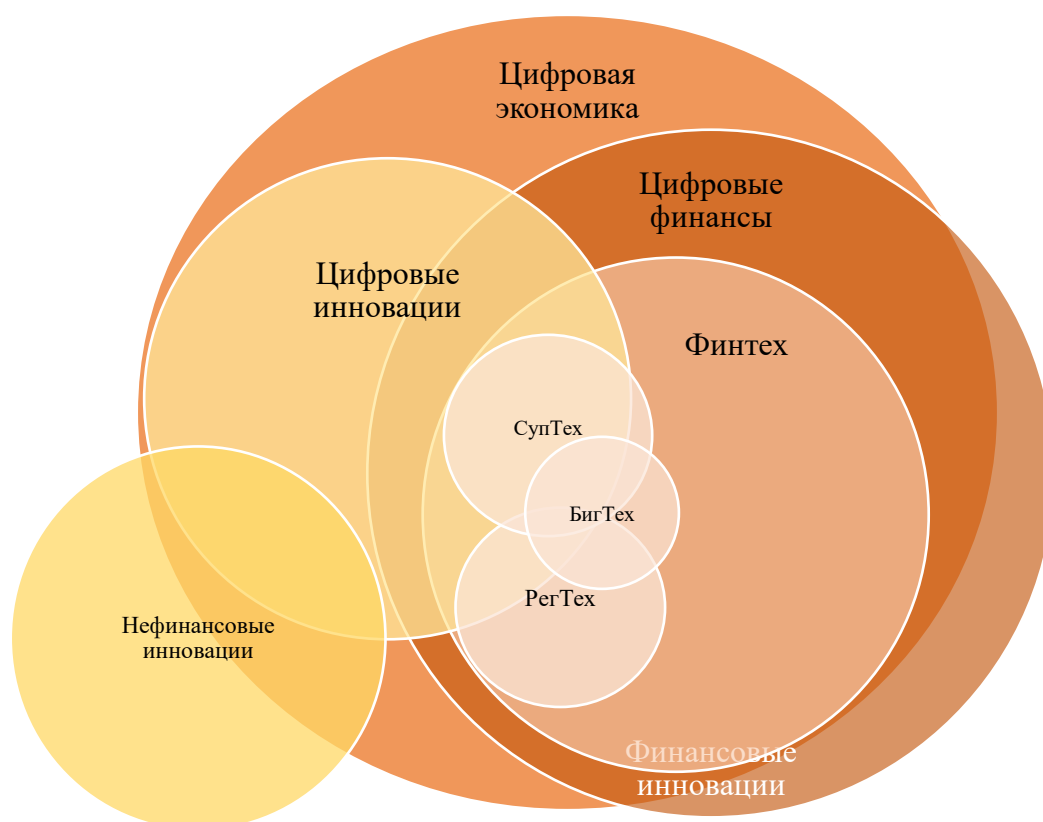 Цифровая
экономика
Цифровые
финансы
Цифровые
инновации
Финтех
СупТех
БигТех
РегТех
Нефинансовые
инновации
Финансовые
инновации